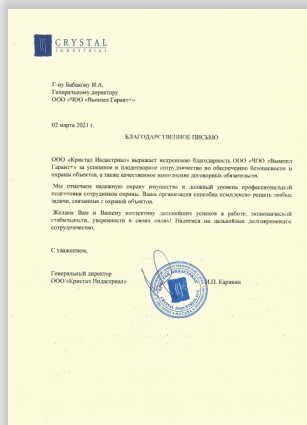 CRYSTAL
INDUSTRIAL
Г-ну Бабакову И.А.
Генеральному директору
ООО «ЧОО «Вымпел Гарант+»
02 марта 2021 г.
БЛАГОДАРСТВЕННОЕ ПИСЬМО
ООО «Кристал Индастриал» выражает искреннюю благодарность ООО «ЧОО «Вымпел
Гарант+» за успешное и плодотворное сотрудничество по обеспечению безопасности и
охраны объектов, а также качественное выполнение договорных обязательств.
Мы отмечаем надежную охрану имущества и должный уровень профессиональной
подготовки сотрудников охраны. Ваша организация способна комплексно решать любые
задачи, связанные с охраной объектов.
Желаем Вам и Вашему коллективу дальнейших успехов в работе, экономической
стабильности, уверенности в своих силах! Надеемся на дальнейшее долговременное
сотрудничество.
С уважением,
Генеральный директор
ООО «Кристал Индастриал»
И.П. Карянин